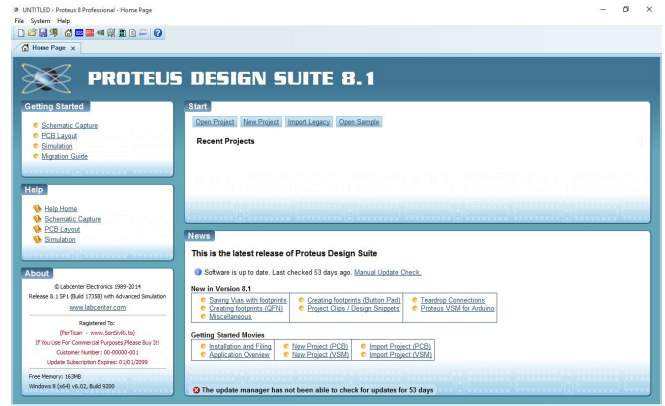 UNTITLED - Proteus 8 Professional - Home Page
File System Help
Home Page x
PROTEUS DESIGN SUITE 8.1
Getting Started
Schematic Capture
PCB Layout
Simulation
Migration Guide
Help
Help Home
Schematic Capture
PCB Layout
Simulation
About
© Labcenter Electronics 1989-2014
Release 8.1 SP1 (Build 17358) with Advanced Simulation
www.labcenter.com
Registered To:
(PerTican - www.SonSivRi.to)
If You Use For Commercial Purposes,Please Buy It!
Customer Number: 00-00000-001
Update Subscription Expires: 01/01/2099
Free Memory: 163MB
Windows 8 (x64) v6.02, Build 9200
Start
Open Project New Project Import Legacy Open Sample
Recent Projects
News
This is the latest release of Proteus Design Suite
Software is up to date. Last checked 53 days ago. Manual Update Check.
New in Version 8.1
Saving Vias with footprints Creating footprints (Button Pad) Teardrop Connections
Creating footprints (QFN) Project Clips / Design Snippets Proteus VSM for Arduino
Miscellaneous
Getting Started Movies
Installation and Filing New Project (PCB) Import Project (PCB)
Application Overview New Project (VSM) Import Project (VSM)
The update manager has not been able to check for updates for 53 days